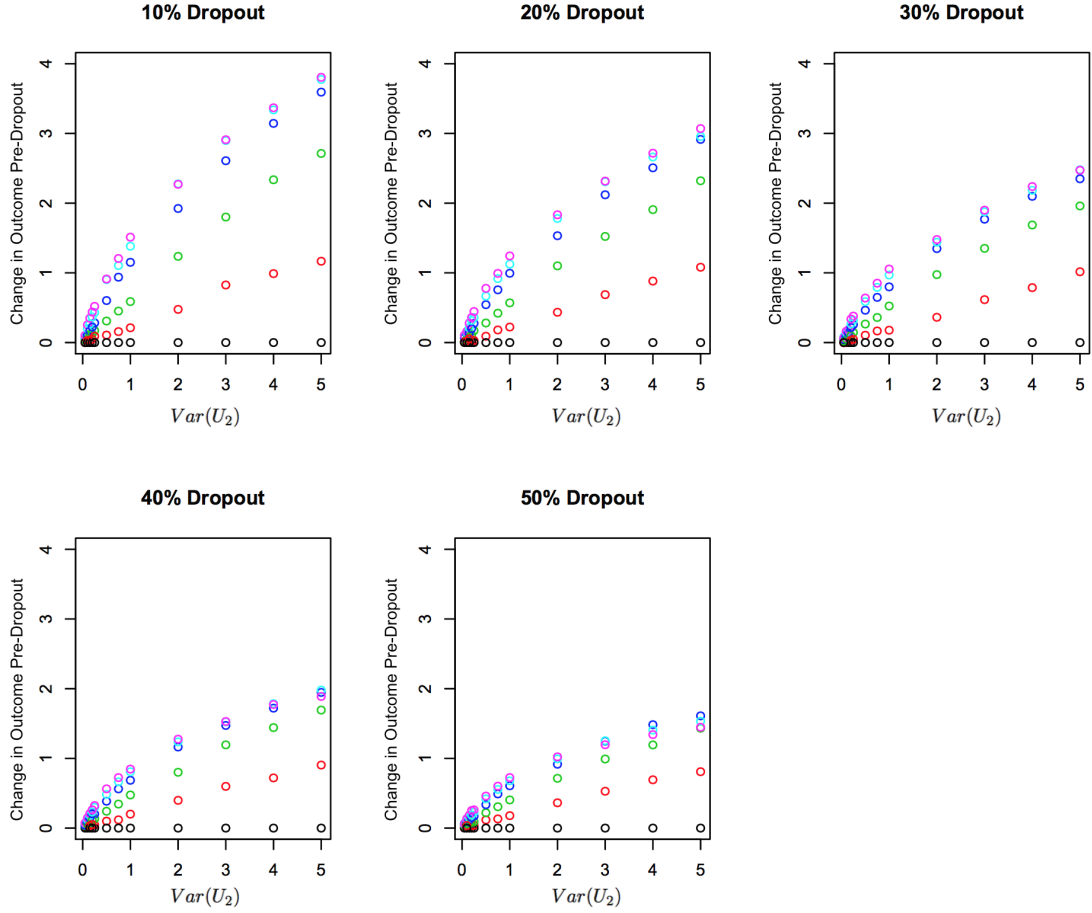 10% Dropout
Change in Outcome Pre-Dropout
0 1 2 3 4
0 1 2 3 4 5
Var(U₂)
20% Dropout
Change in Outcome Pre-Dropout
0 1 2 3 4
0 1 2 3 4 5
Var(U₂)
30% Dropout
Change in Outcome Pre-Dropout
0 1 2 3 4
0 1 2 3 4 5
Var(U₂)
40% Dropout
Change in Outcome Pre-Dropout
0 1 2 3 4
0 1 2 3 4 5
Var(U₂)
50% Dropout
Change in Outcome Pre-Dropout
0 1 2 3 4
0 1 2 3 4 5
Var(U₂)